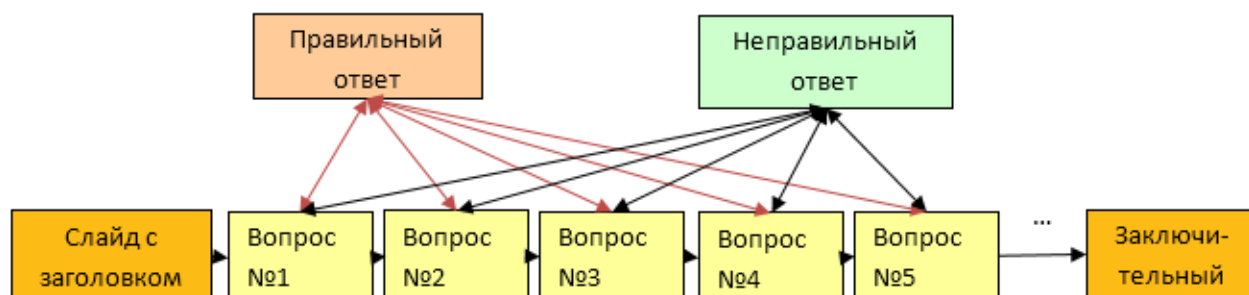 Правильный
ответ
Неправильный
ответ
Слайд с
заголовком
Вопрос
№1
Вопрос
№2
Вопрос
№3
Вопрос
№4
Вопрос
№5
...
Заключи-
тельный